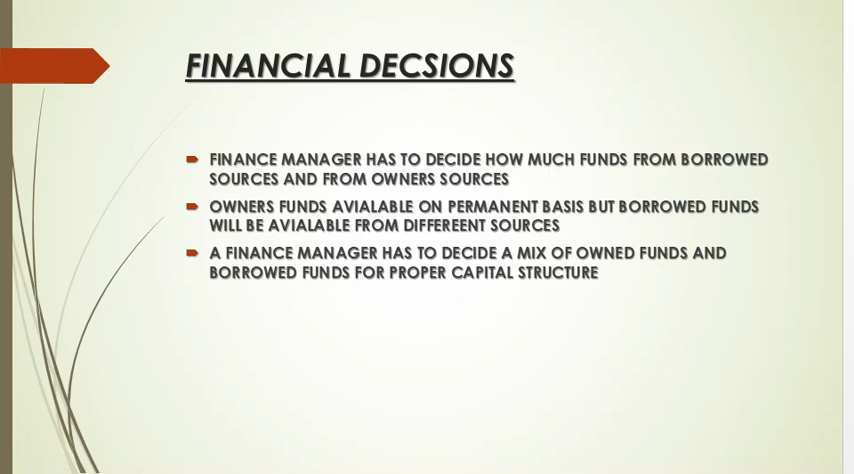 FINANCIAL DECSIONS
FINANCE MANAGER HAS TO DECIDE HOW MUCH FUNDS FROM BORROWED
SOURCES AND FROM OWNERS SOURCES
OWNERS FUNDS AVIALABLE ON PERMANENT BASIS BUT BORROWED FUNDS
WILL BE AVIALABLE FROM DIFFEREENT SOURCES
A FINANCE MANAGER HAS TO DECIDE A MIX OF OWNED FUNDS AND
BORROWED FUNDS FOR PROPER CAPITAL STRUCTURE